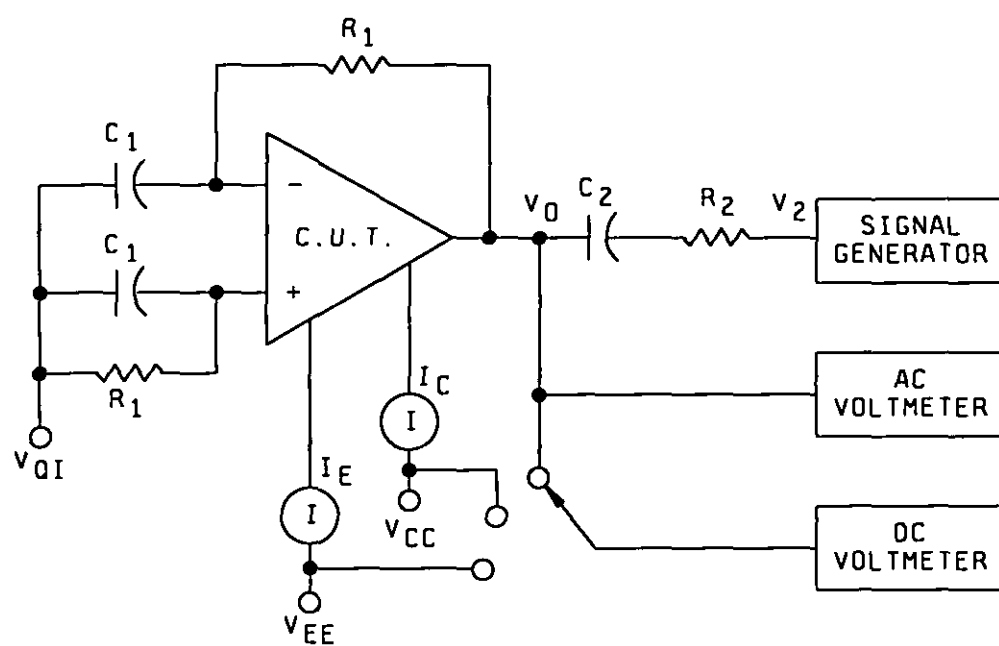 R1
C1
−
C.U.T.
VO
C2
R2
V2
SIGNAL
GENERATOR
C1
+
R1
IC
I
AC
VOLTMETER
VQI
IE
I
VCC
DC
VOLTMETER
VEE